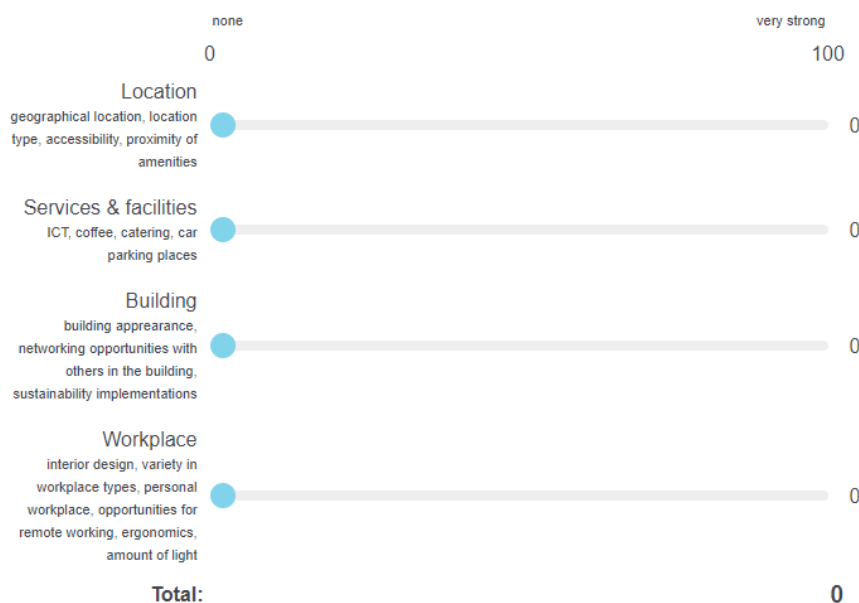 none very strong
0 100
Location
geographical location, location
type, accessibility, proximity of
amenities
0
Services & facilities
ICT, coffee, catering, car
parking places
0
Building
building apprearance,
networking opportunities with
others in the building,
sustainability implementations
0
Workplace
interior design, variety in
workplace types, personal
workplace, opportunities for
remote working, ergonomics,
amount of light
0
Total: 0